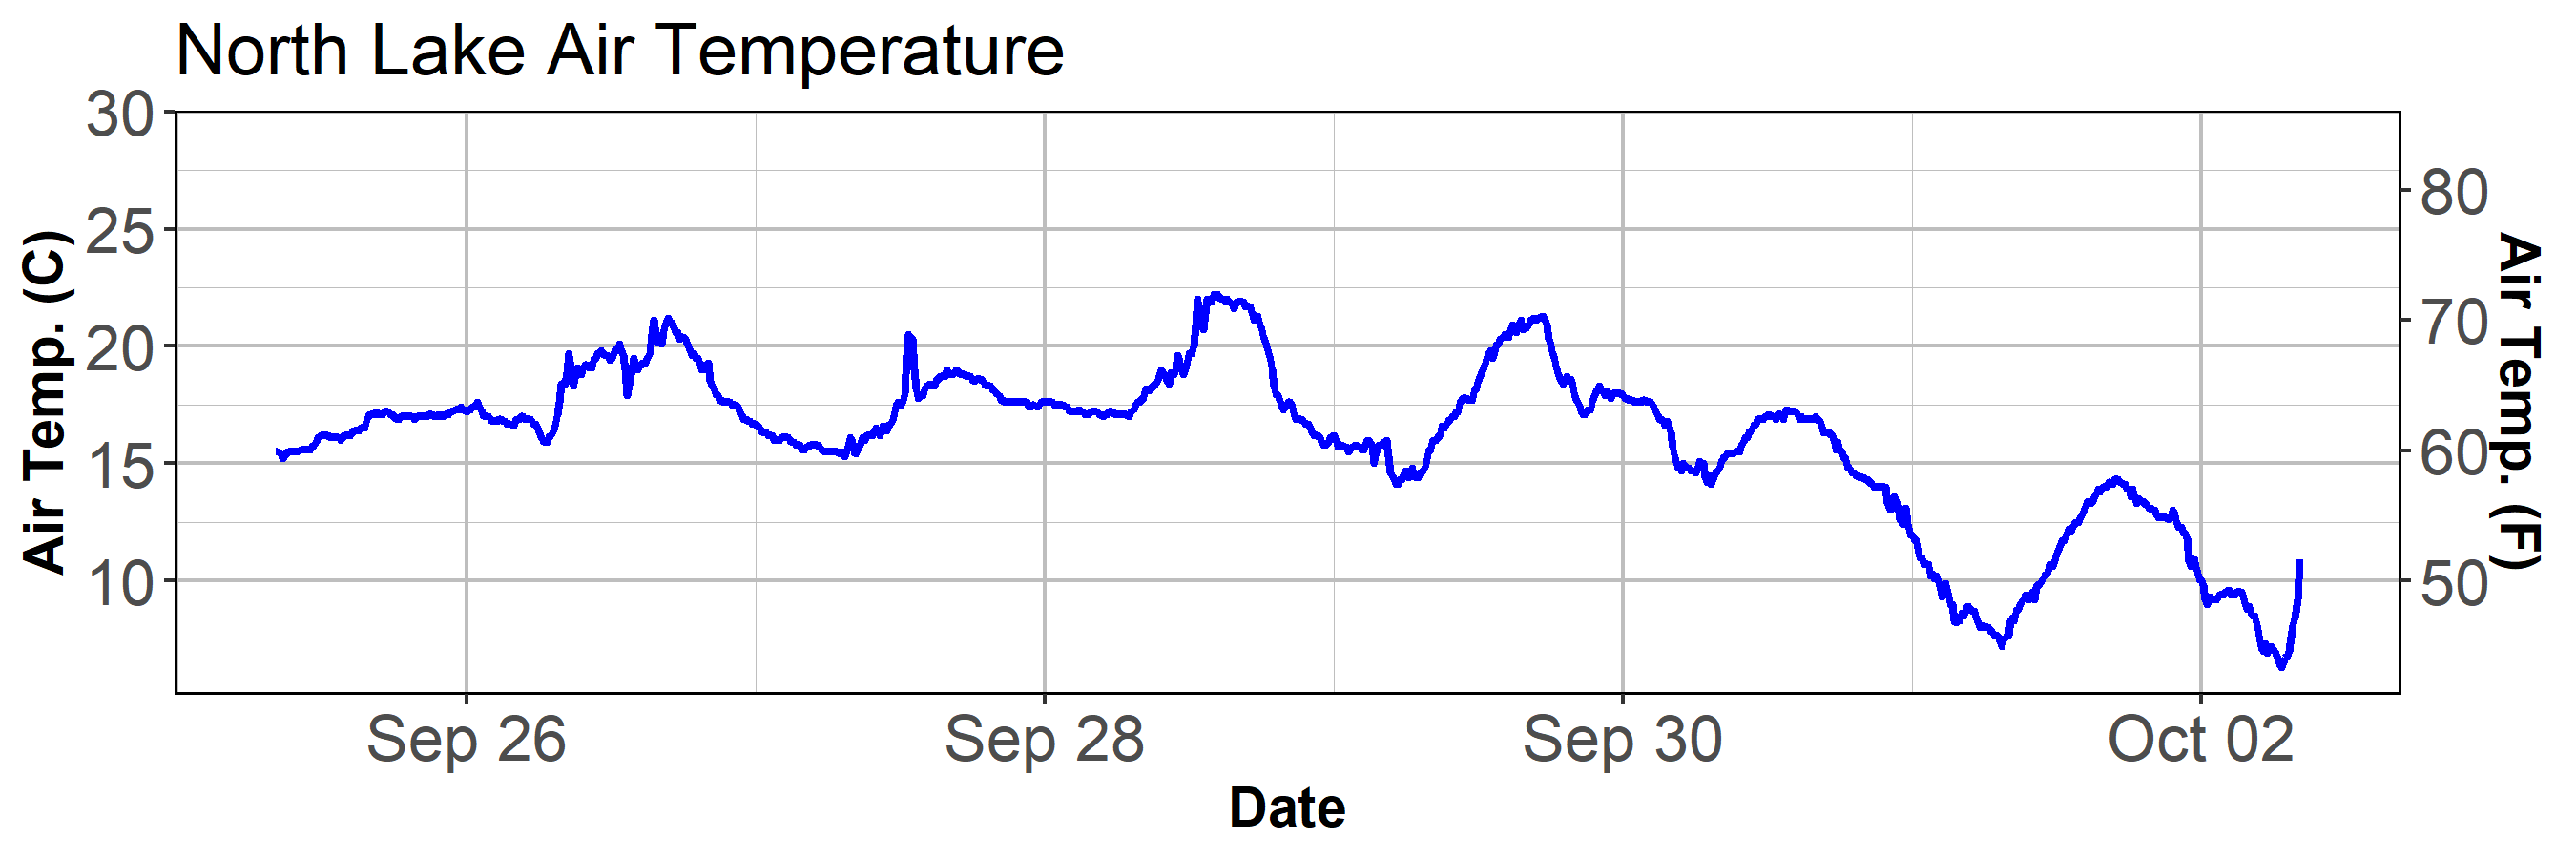 North Lake Air Temperature
30
25
20
15
10
Air Temp. (C)
80
70
60
50
Air Temp. (F)
Sep 26
Sep 28
Sep 30
Oct 02
Date